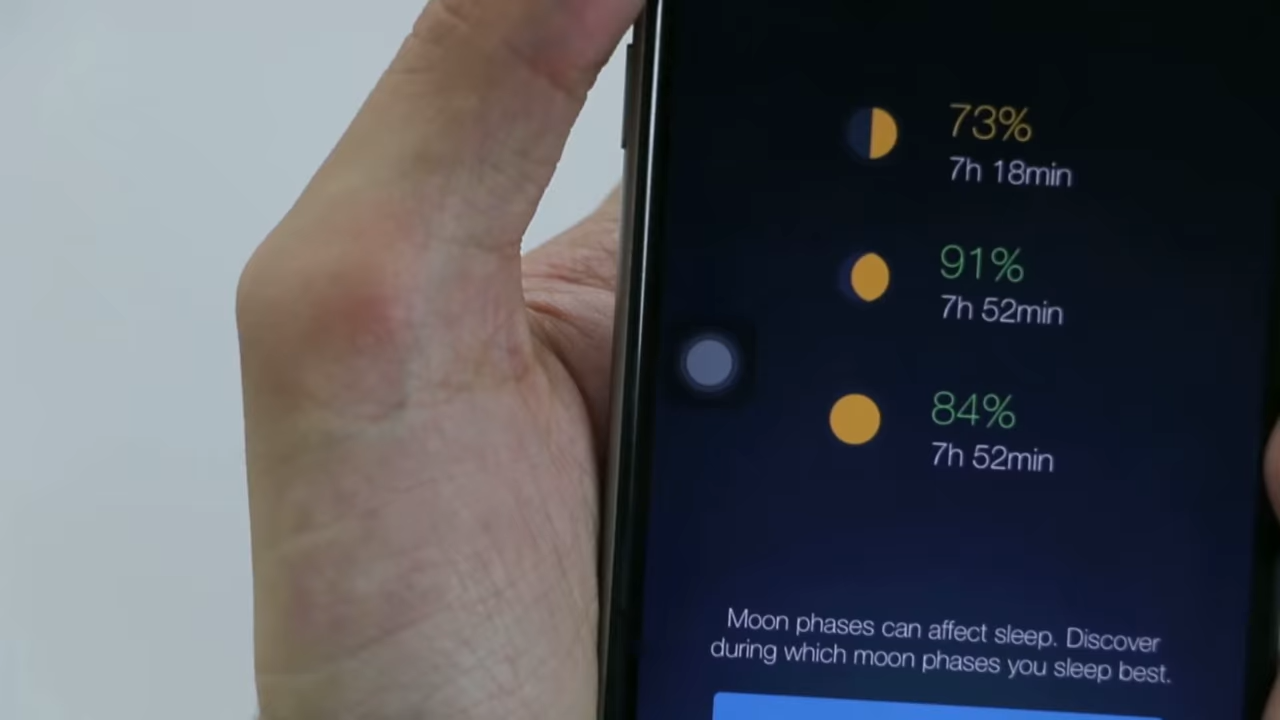 73%
7h 18min
91%
7h 52min
84%
7h 52min
Moon phases can affect sleep. Discover
during which moon phases you sleep best.